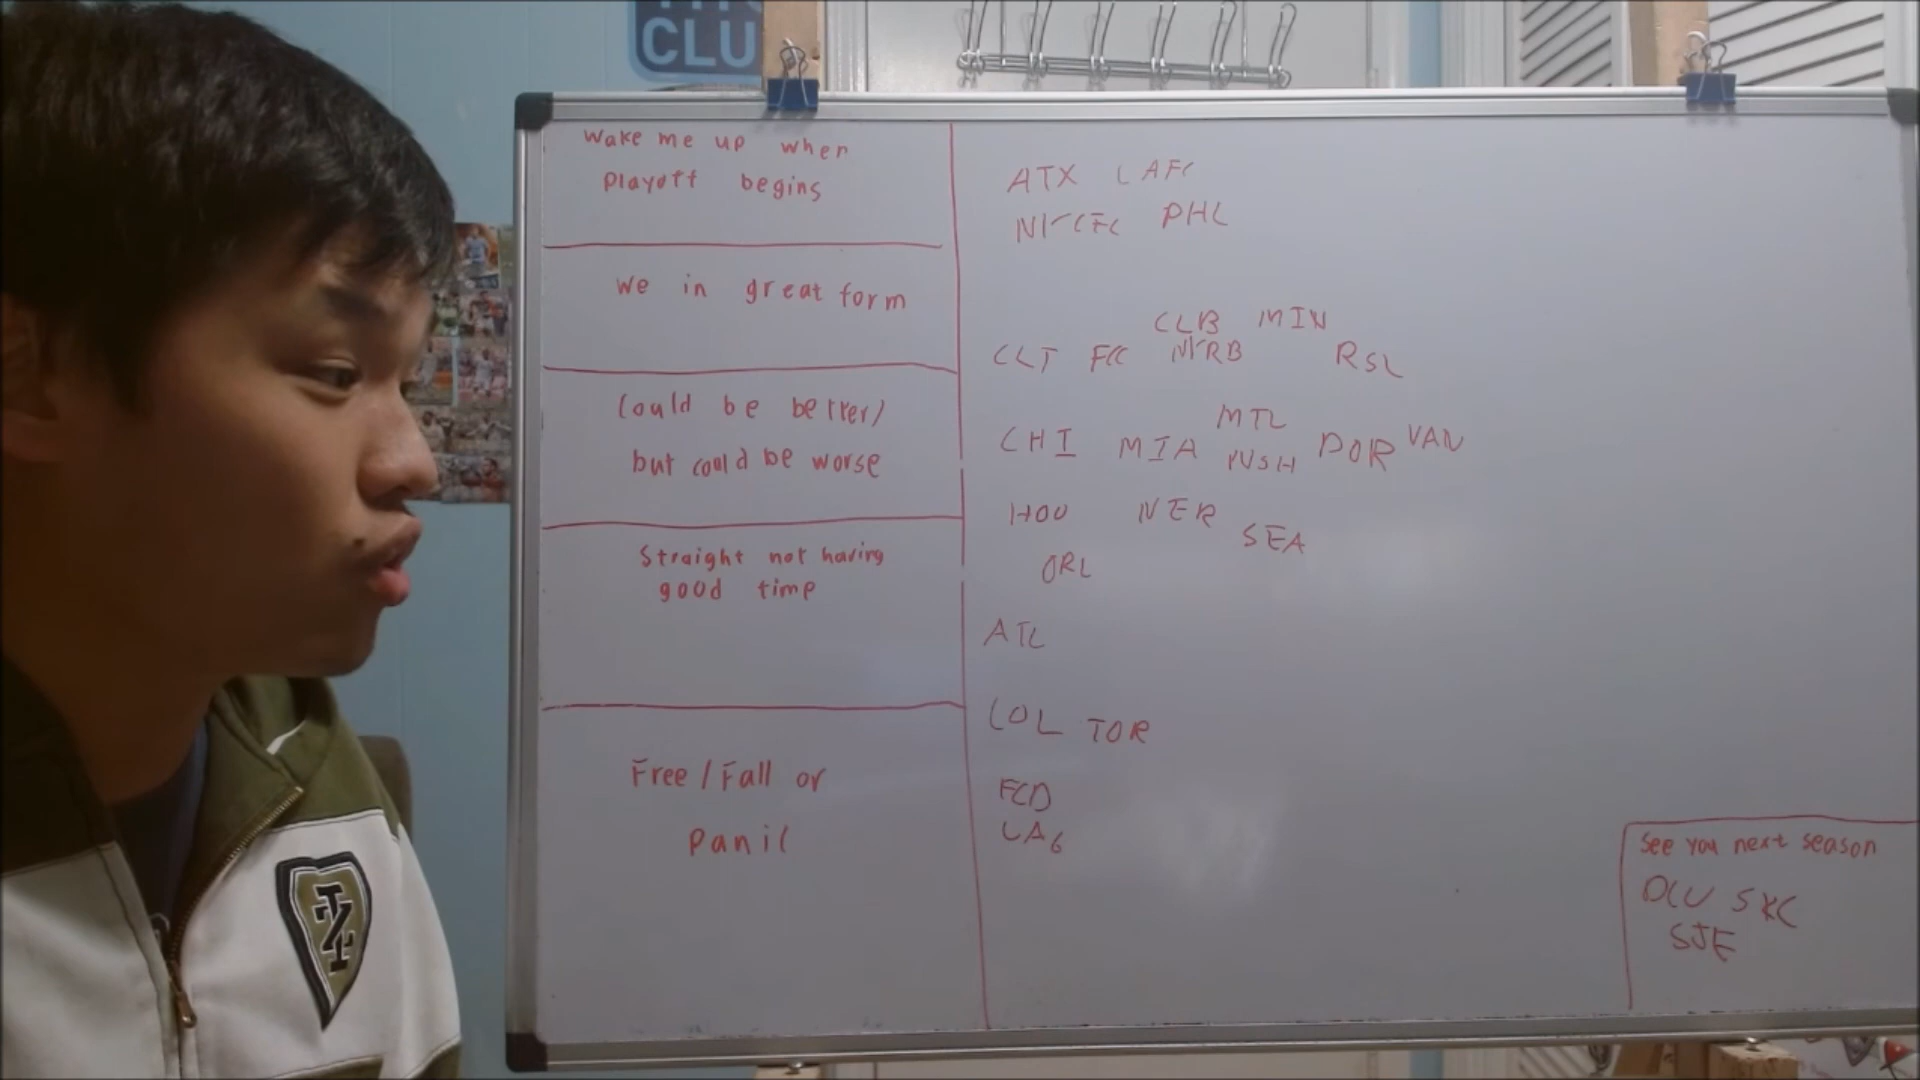 CLU
Wake me up when
Playoff begins
ATX LAFC
NYCFC PHL
We in great form
CLB MIN
CLT FCC NYRB RSL
Could be better/
but could be worse
MTL
CHI MIA NSH POR VAN
HOU NER
SEA
ORL
Straight not having
good time
ATL
COL TOR
Free/Fall or
Panic
FCD
LAG
See you next season
DCU SKC
SJE